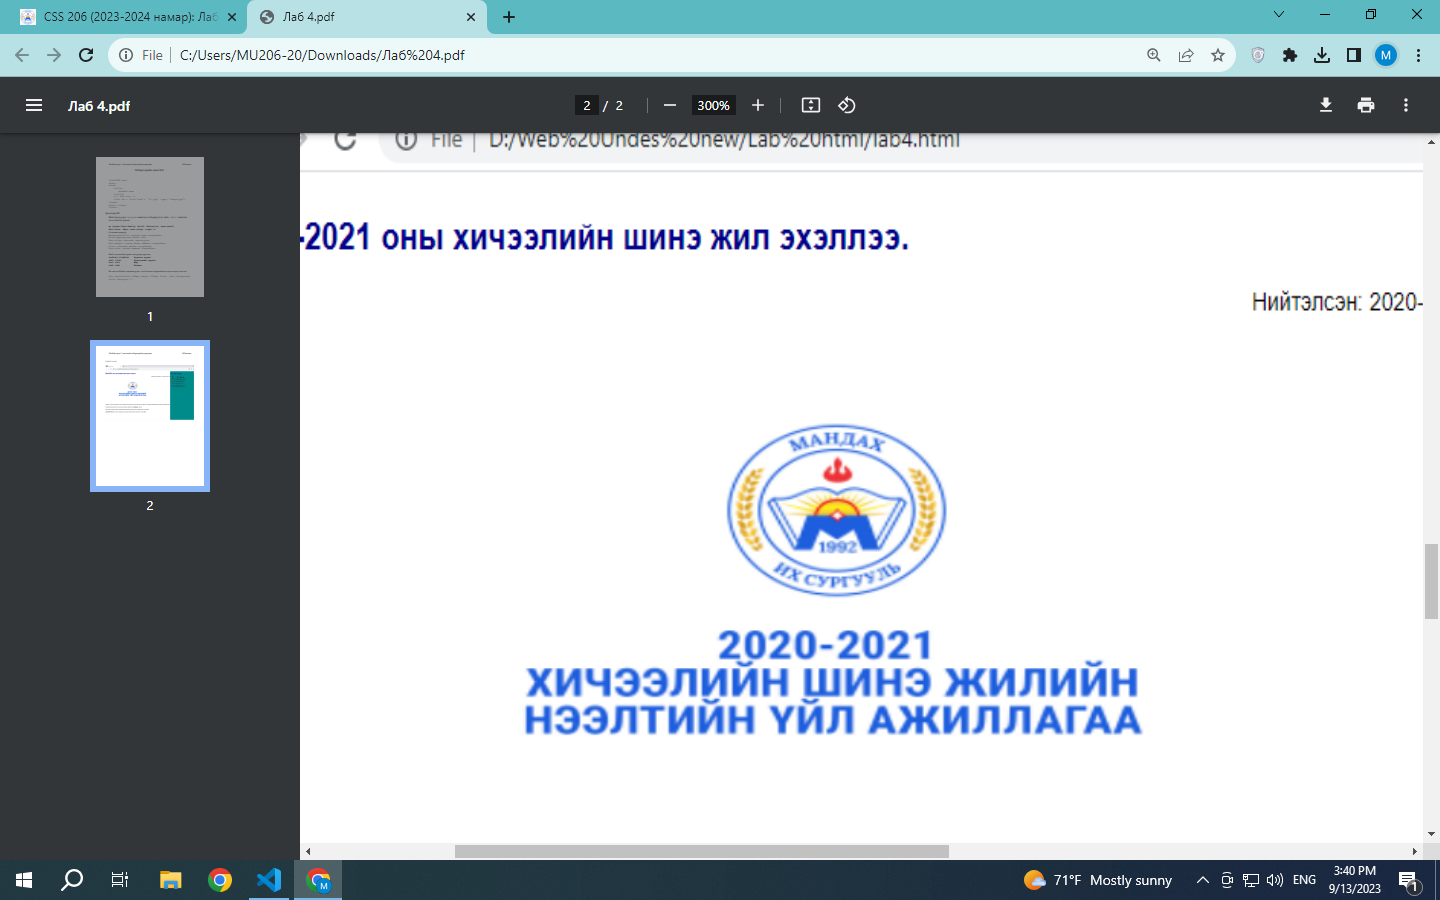 CSS 206 (2023-2024 намар): Лаб
Лаб 4.pdf
File
C:/Users/MU206-20/Downloads/Лаб%204.pdf
M
Лаб 4.pdf
2 / 2
300%
1
2
File
D:/Web%20Undes%20new/Lab%20html/lab4.html
-2021 оны хичээлийн шинэ жил эхэллээ.
Нийтэлсэн: 2020-
МАНДАХ
1992
ИХ СУРГУУЛЬ
2020-2021
ХИЧЭЭЛИЙН ШИНЭ ЖИЛИЙН
НЭЭЛТИЙН ҮЙЛ АЖИЛЛАГАА
M
71°F Mostly sunny
ENG
3:40 PM
9/13/2023
1